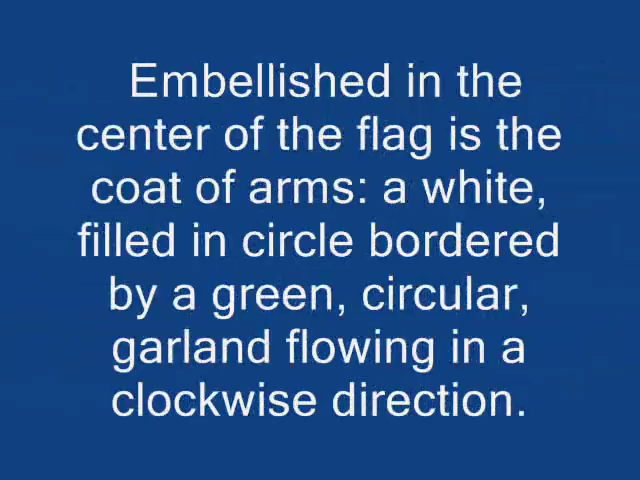 Embellished in the
center of the flag is the
coat of arms: a white,
filled in circle bordered
by a green, circular,
garland flowing in a
clockwise direction.